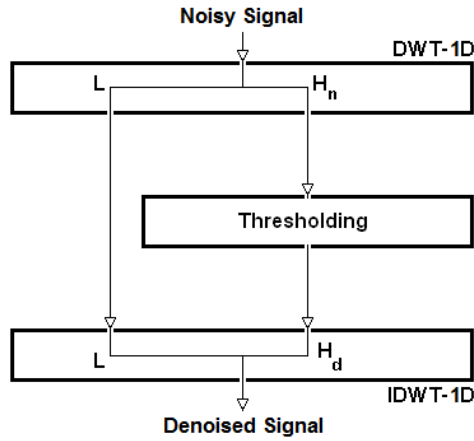 Noisy Signal
DWT-1D
L
Hn
Thresholding
L
Hd
IDWT-1D
Denoised Signal